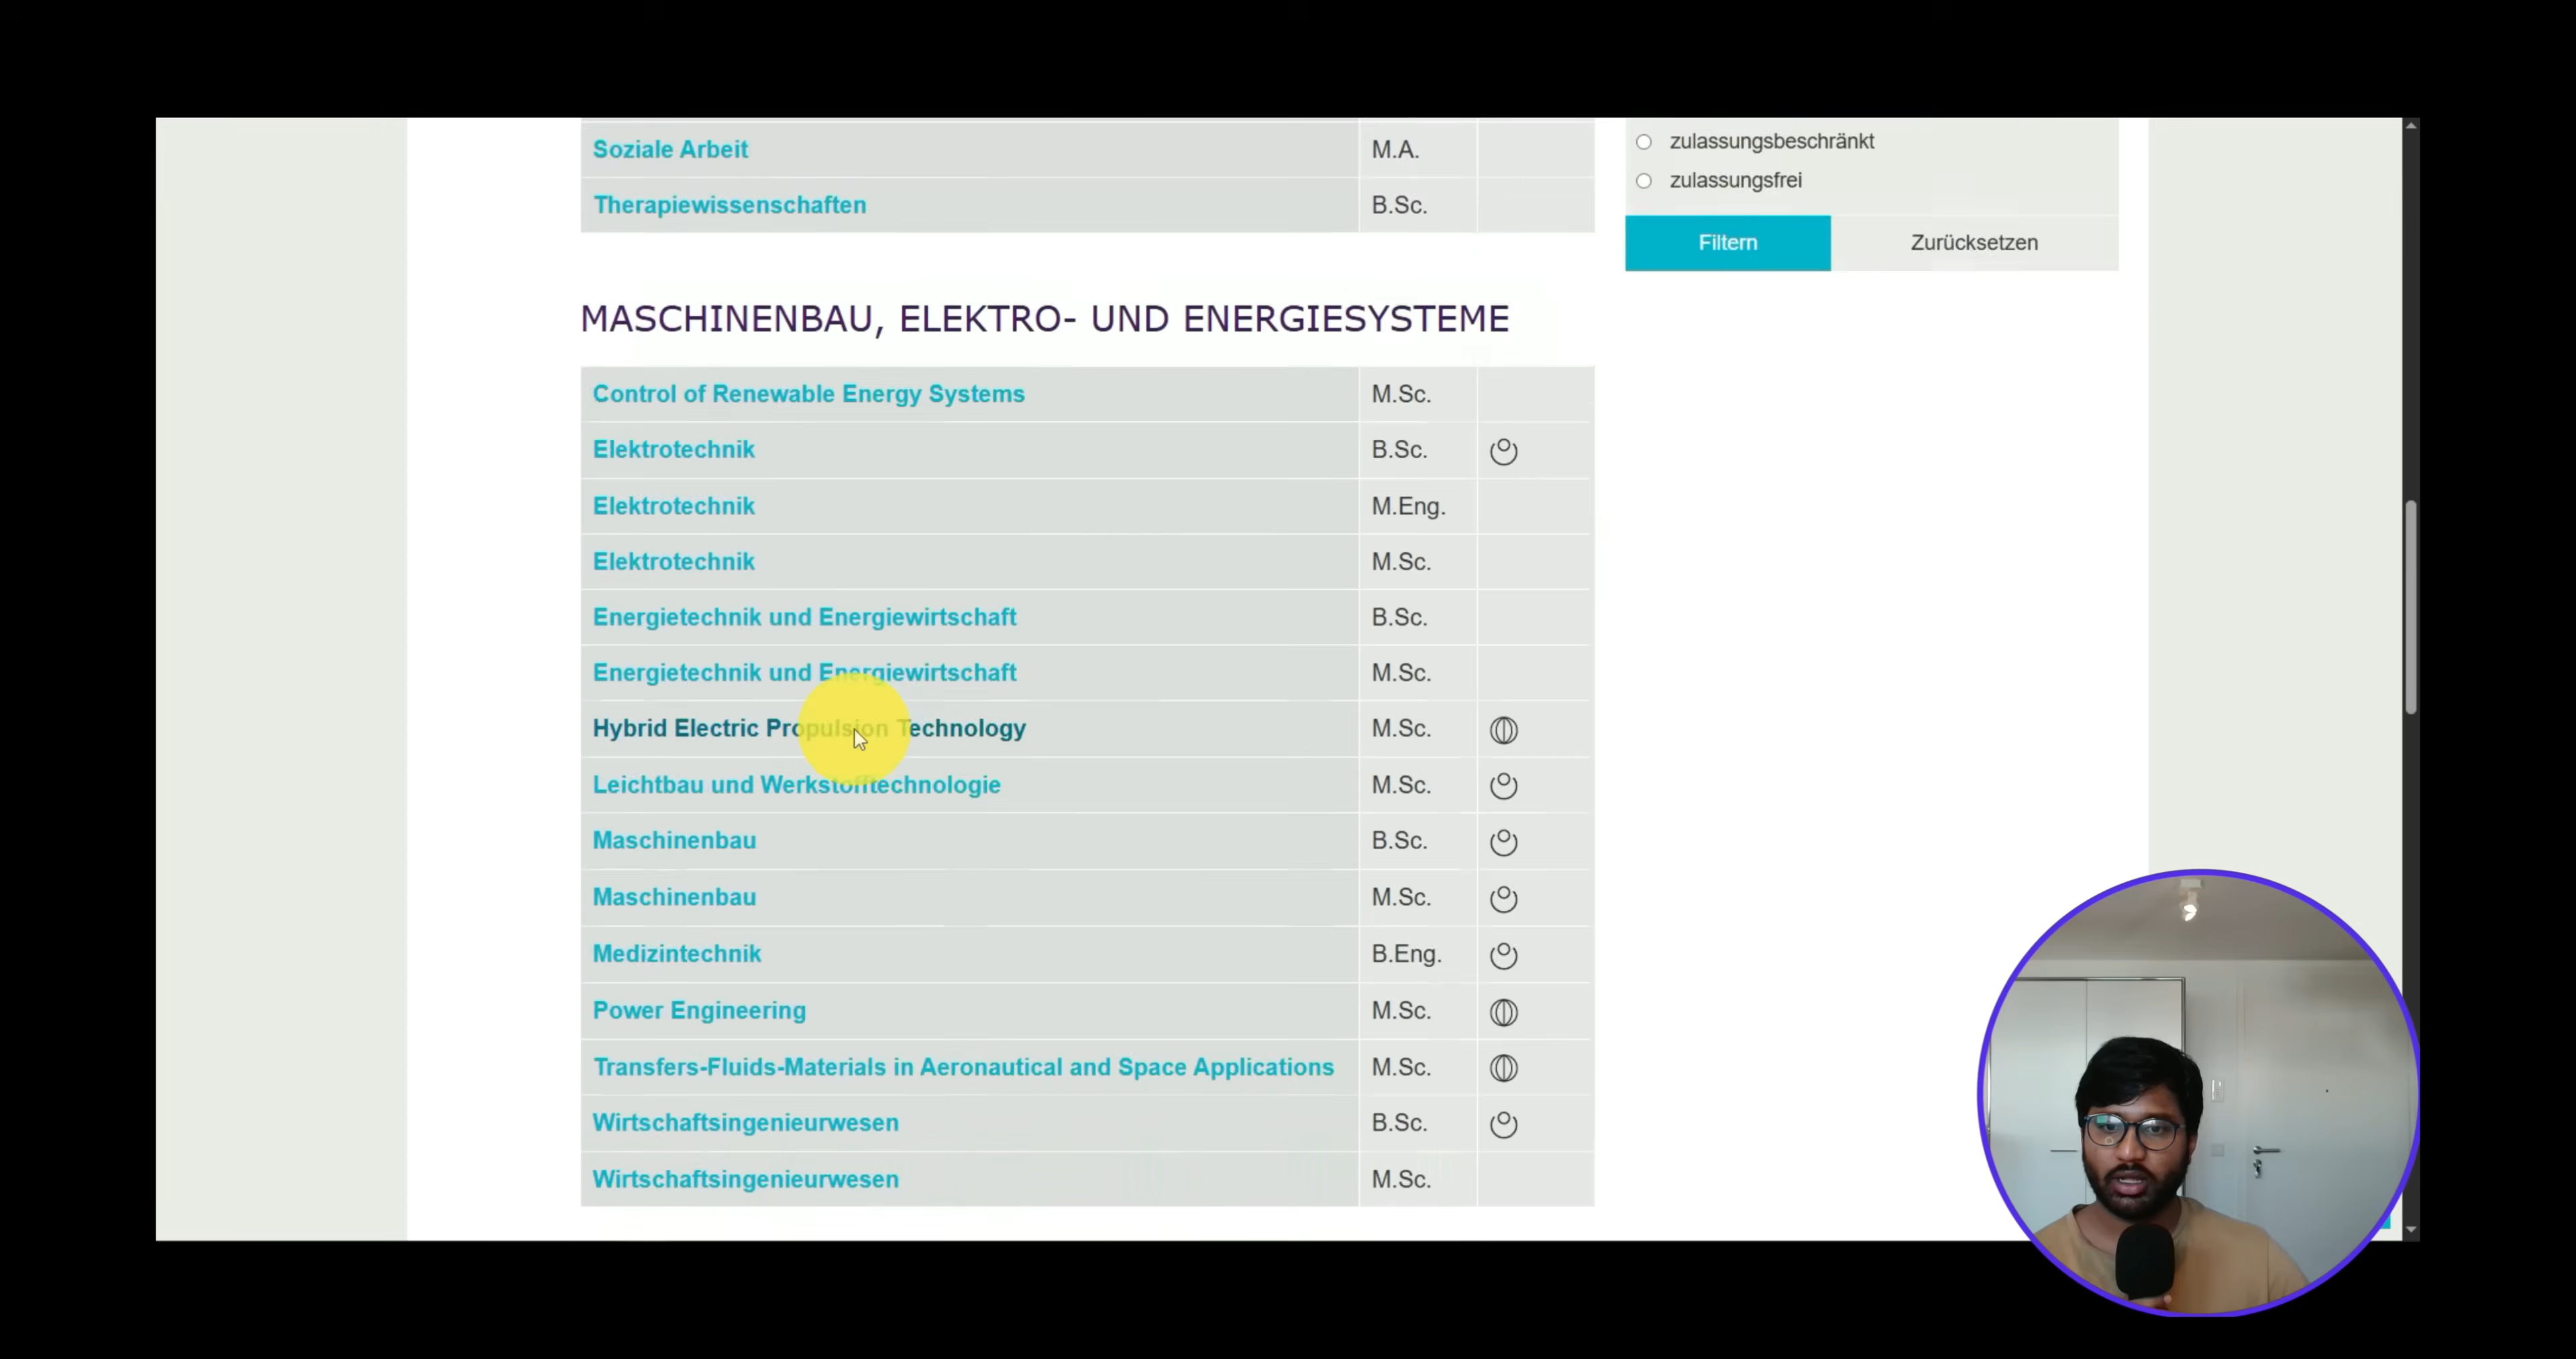 Soziale Arbeit M.A.
Therapiewissenschaften B.Sc.
zulassungsbeschränkt
zulassungsfrei
Filtern Zurücksetzen
MASCHINENBAU, ELEKTRO- UND ENERGIESYSTEME
Control of Renewable Energy Systems M.Sc.
Elektrotechnik B.Sc.
Elektrotechnik M.Eng.
Elektrotechnik M.Sc.
Energietechnik und Energiewirtschaft B.Sc.
Energietechnik und Energiewirtschaft M.Sc.
Hybrid Electric Propulsion Technology M.Sc.
Leichtbau und Werkstofftechnologie M.Sc.
Maschinenbau B.Sc.
Maschinenbau M.Sc.
Medizintechnik B.Eng.
Power Engineering M.Sc.
Transfers-Fluids-Materials in Aeronautical and Space Applications M.Sc.
Wirtschaftsingenieurwesen B.Sc.
Wirtschaftsingenieurwesen M.Sc.